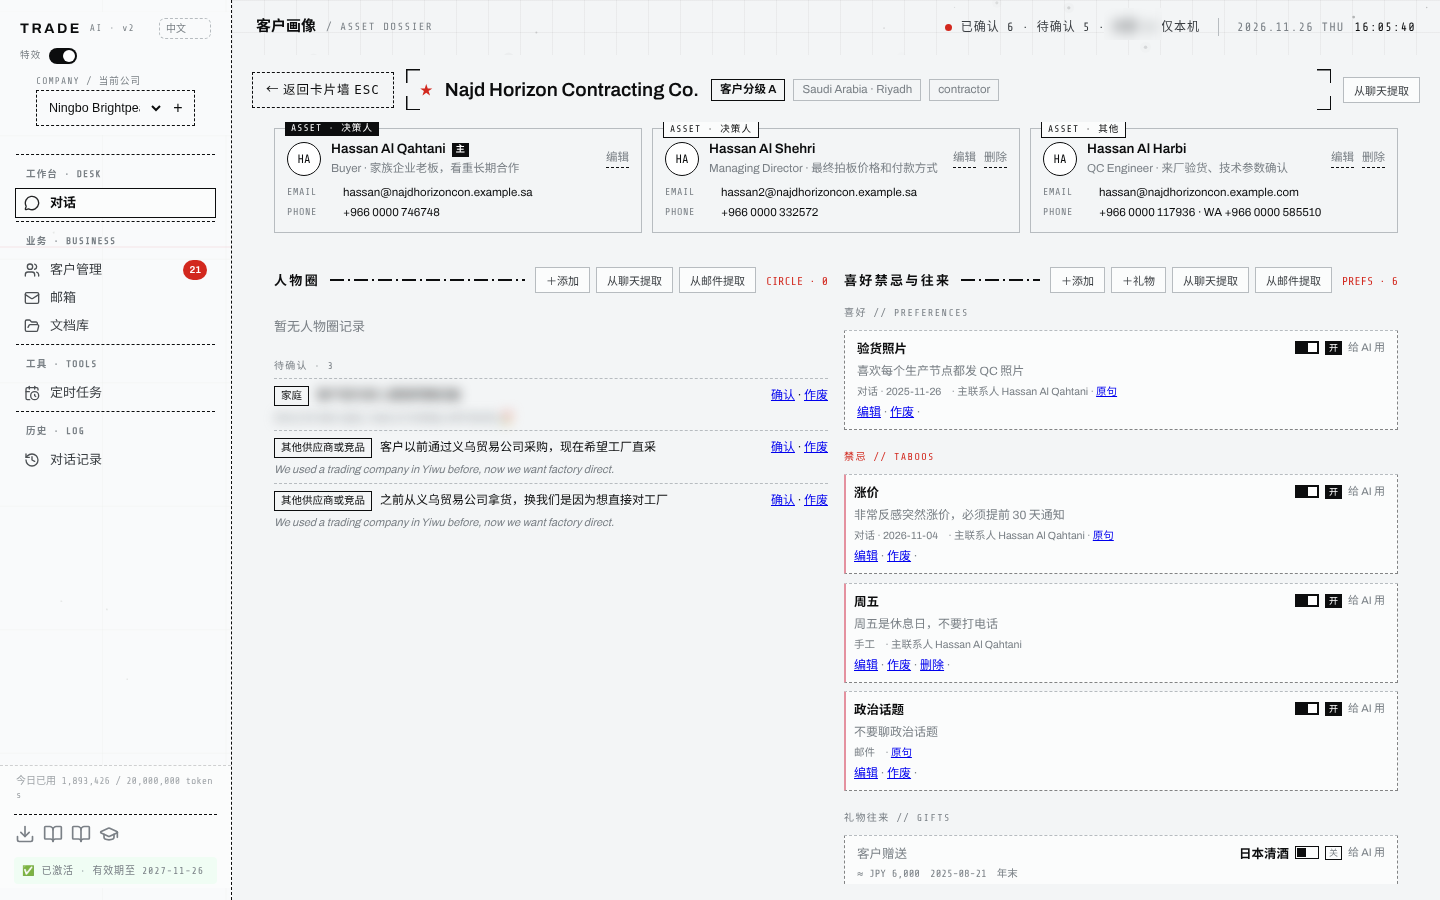 TRADE AI · v2 中文
特效
COMPANY / 当前公司
Ningbo Brightpe +
工作台 · DESK
对话
业务 · BUSINESS
客户管理 21
邮箱
文档库
工具 · TOOLS
定时任务
历史 · LOG
对话记录
今日已用 1,893,426 / 20,000,000 token
s
✅ 已激活 · 有效期至 2027-11-26
客户画像 / ASSET DOSSIER
已确认 6 · 待确认 5 · 仅本机 2026.11.26 THU 16:05:40
← 返回卡片墙 ESC
★ Najd Horizon Contracting Co. 客户分级 A Saudi Arabia · Riyadh contractor
从聊天提取
ASSET · 决策人
HA Hassan Al Qahtani 主
Buyer · 家族企业老板，看重长期合作
编辑
EMAIL hassan@najdhorizoncon.example.sa
PHONE +966 0000 746748
ASSET · 决策人
HA Hassan Al Shehri
Managing Director · 最终拍板价格和付款方式
编辑 删除
EMAIL hassan2@najdhorizoncon.example.sa
PHONE +966 0000 332572
ASSET · 其他
HA Hassan Al Harbi
QC Engineer · 来厂验货、技术参数确认
编辑 删除
EMAIL hassan@najdhorizoncon.example.com
PHONE +966 0000 117936 · WA +966 0000 585510
人物圈 +添加 从聊天提取 从邮件提取 CIRCLE · 0
暂无人物圈记录
待确认 · 3
家庭 确认 · 作废
其他供应商或竞品 客户以前通过义乌贸易公司采购，现在希望工厂直采 确认 · 作废
We used a trading company in Yiwu before, now we want factory direct.
其他供应商或竞品 之前从义乌贸易公司拿货，换我们是因为想直接对工厂 确认 · 作废
We used a trading company in Yiwu before, now we want factory direct.
喜好禁忌与往来 +添加 +礼物 从聊天提取 从邮件提取 PREFS · 6
喜好 // PREFERENCES
验货照片 开 给 AI 用
喜欢每个生产节点都发 QC 照片
对话 · 2025-11-26 · 主联系人 Hassan Al Qahtani · 原句
编辑 · 作废 ·
禁忌 // TABOOS
涨价 开 给 AI 用
非常反感突然涨价，必须提前 30 天通知
对话 · 2026-11-04 · 主联系人 Hassan Al Qahtani · 原句
编辑 · 作废 ·
周五 开 给 AI 用
周五是休息日，不要打电话
手工 · 主联系人 Hassan Al Qahtani
编辑 · 作废 · 删除 ·
政治话题 开 给 AI 用
不要聊政治话题
邮件 · 原句
编辑 · 作废 ·
礼物往来 // GIFTS
客户赠送 日本清酒 关 给 AI 用
≈ JPY 6,000 2025-08-21 年末